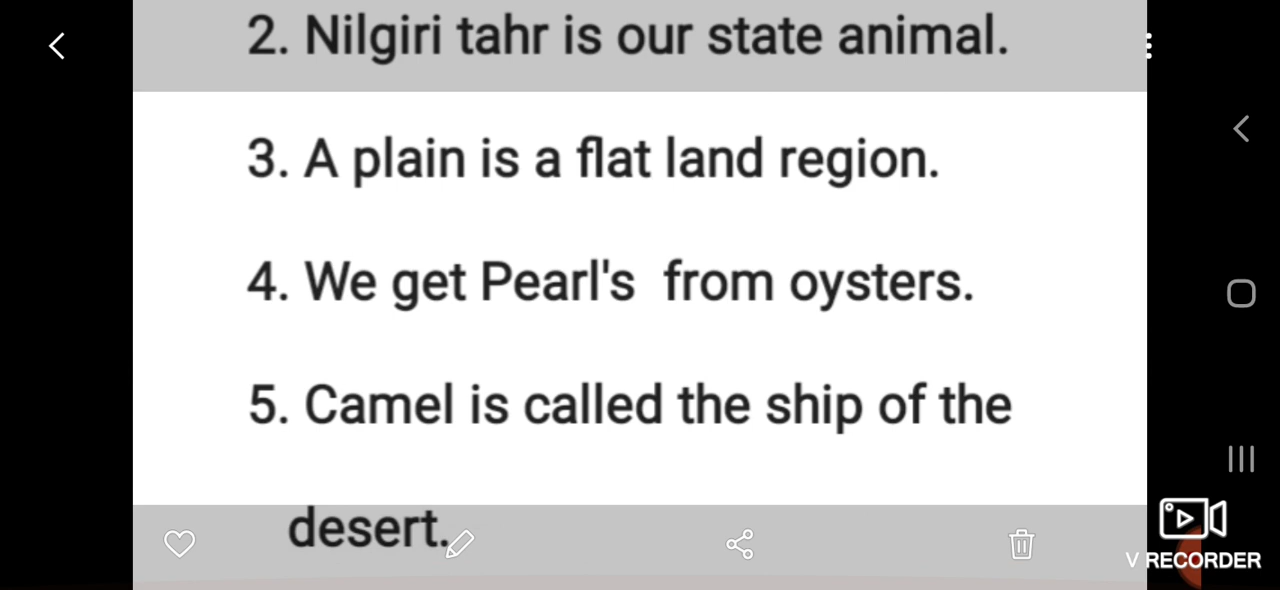 2. Nilgiri tahr is our state animal.
3. A plain is a flat land region.
4. We get Pearl's  from oysters.
5. Camel is called the ship of the
desert.
V RECORDER